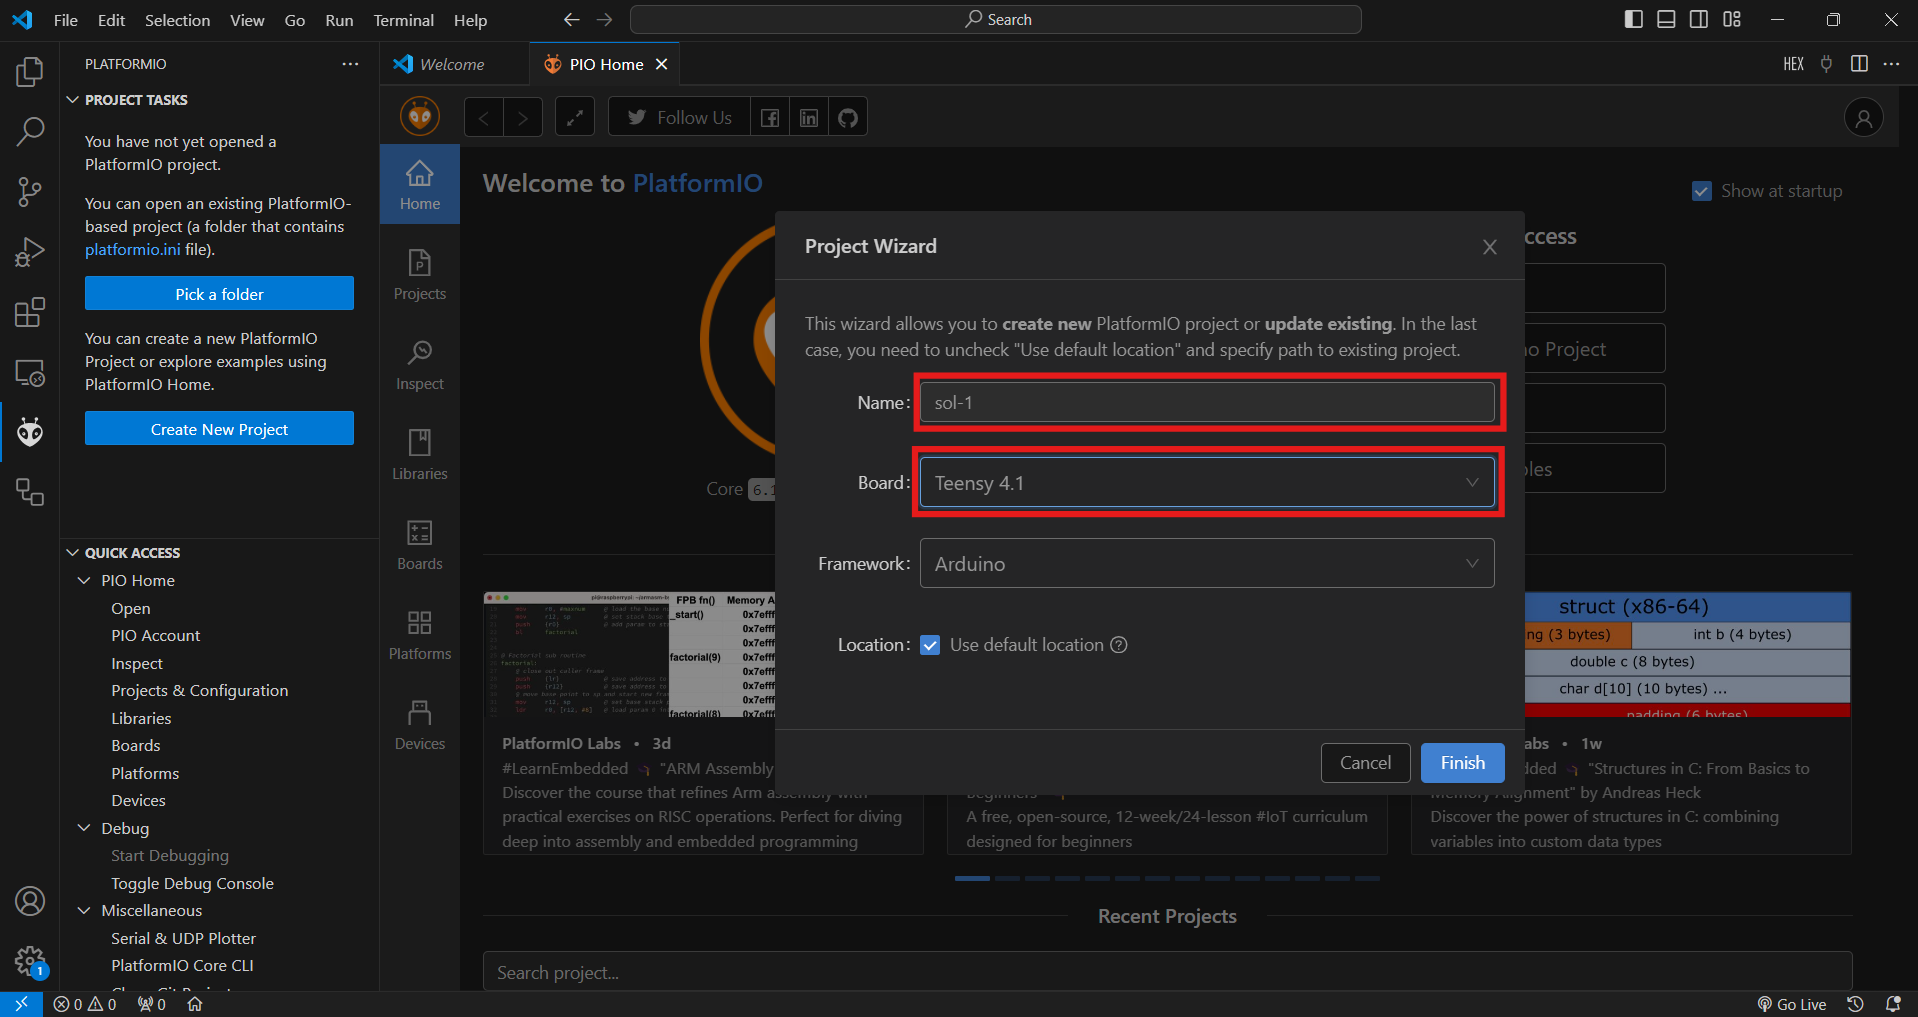 File Edit Selection View Go Run Terminal Help
Search
PLATFORMIO
Welcome
PIO Home
HEX
PROJECT TASKS
You have not yet opened a
PlatformIO project.
You can open an existing PlatformIO-
based project (a folder that contains
platformio.ini file).
Pick a folder
You can create a new PlatformIO
Project or explore examples using
PlatformIO Home.
Create New Project
QUICK ACCESS
PIO Home
Open
PIO Account
Inspect
Projects & Configuration
Libraries
Boards
Platforms
Devices
Debug
Start Debugging
Toggle Debug Console
Miscellaneous
Serial & UDP Plotter
PlatformIO Core CLI
Follow Us
Home
Projects
Inspect
Libraries
Boards
Platforms
Devices
Welcome to PlatformIO
Show at startup
Core 6.1
Project Wizard
This wizard allows you to create new PlatformIO project or update existing. In the last
case, you need to uncheck "Use default location" and specify path to existing project.
Name: sol-1
Board: Teensy 4.1
Framework: Arduino
Location: Use default location
Cancel
Finish
ccess
no Project
les
FPB fn() Memory A
_start() 0x7efff
0x7efff
0x7efff
factorial(9) 0x7efff
0x7efff
0x7efff
0x7efff
factorial(8) 0x7efff
struct (x86-64)
ng (3 bytes) int b (4 bytes)
double c (8 bytes)
char d[10] (10 bytes) ...
padding (6 bytes)
PlatformIO Labs • 3d
#LearnEmbedded "ARM Assembly
Discover the course that refines Arm assembly with
practical exercises on RISC operations. Perfect for diving
deep into assembly and embedded programming
Beginners"
A free, open-source, 12-week/24-lesson #IoT curriculum
designed for beginners
abs • 1w
dded "Structures in C: From Basics to
Memory Alignment" by Andreas Heck
Discover the power of structures in C: combining
variables into custom data types
Recent Projects
Search project...
0 0 0
Go Live
1